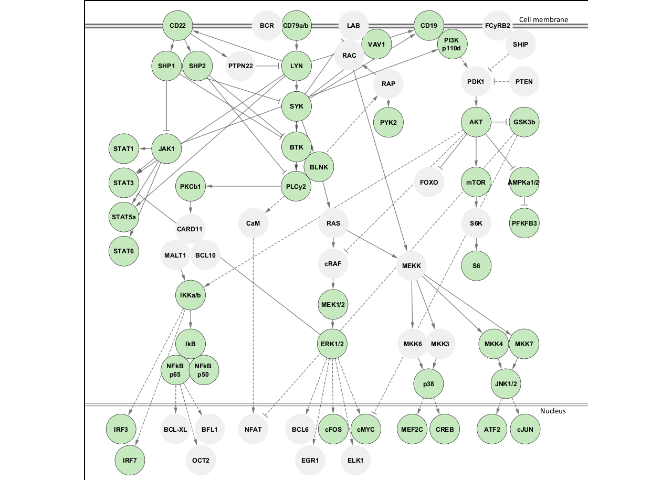 Cell membrane
CD22
BCR
CD79a/b
LAB
CD19
FCyRB2
VAV1
PI3K
p110d
SHIP
RAC
SHP1
SHP2
PTPN22
LYN
RAP
PDK1
PTEN
SYK
PYK2
AKT
GSK3b
STAT1
JAK1
BTK
BLNK
STAT3
PKCb1
PLCy2
FOXO
mTOR
AMPKa1/2
STAT5a
CARD11
CaM
RAS
S6K
PFKFB3
STAT6
MALT1
BCL10
cRAF
MEKK
S6
IKKa/b
MEK1/2
IkB
ERK1/2
MKK6
MKK3
MKK4
MKK7
NFkB
p65
NFkB
p50
p38
JNK1/2
Nucleus
IRF3
BCL-XL
BFL1
NFAT
BCL6
cFOS
cMYC
MEF2C
CREB
ATF2
cJUN
IRF7
OCT2
EGR1
ELK1